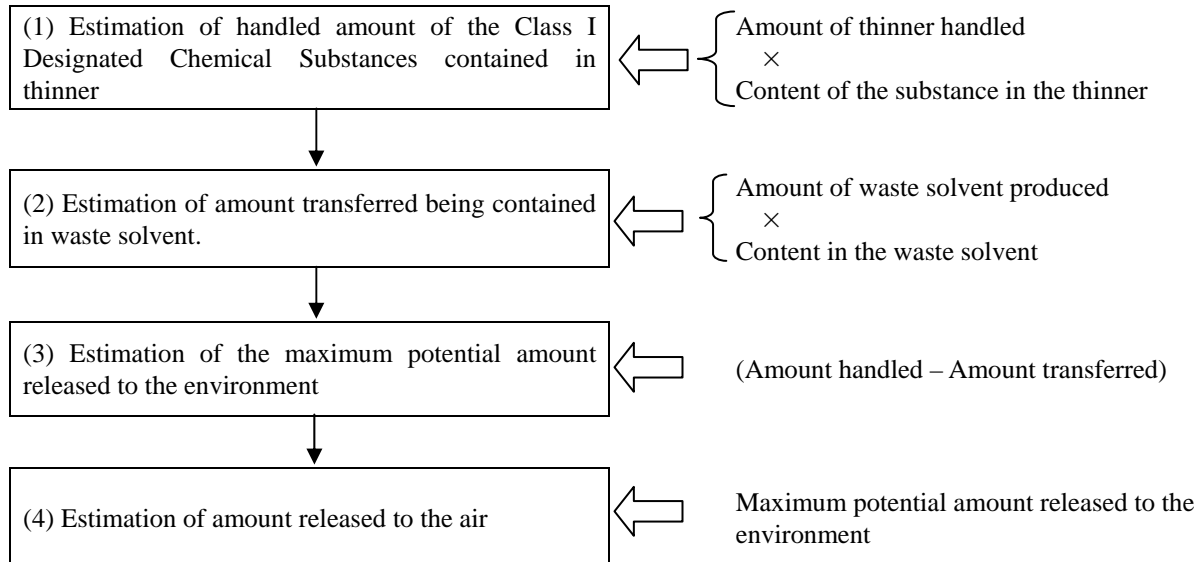 (1) Estimation of handled amount of the Class I
Designated Chemical Substances contained in
thinner
Amount of thinner handled
×
Content of the substance in the thinner
(2) Estimation of amount transferred being contained
in waste solvent.
Amount of waste solvent produced
×
Content in the waste solvent
(3) Estimation of the maximum potential amount
released to the environment
(Amount handled – Amount transferred)
(4) Estimation of amount released to the air
Maximum potential amount released to the
environment